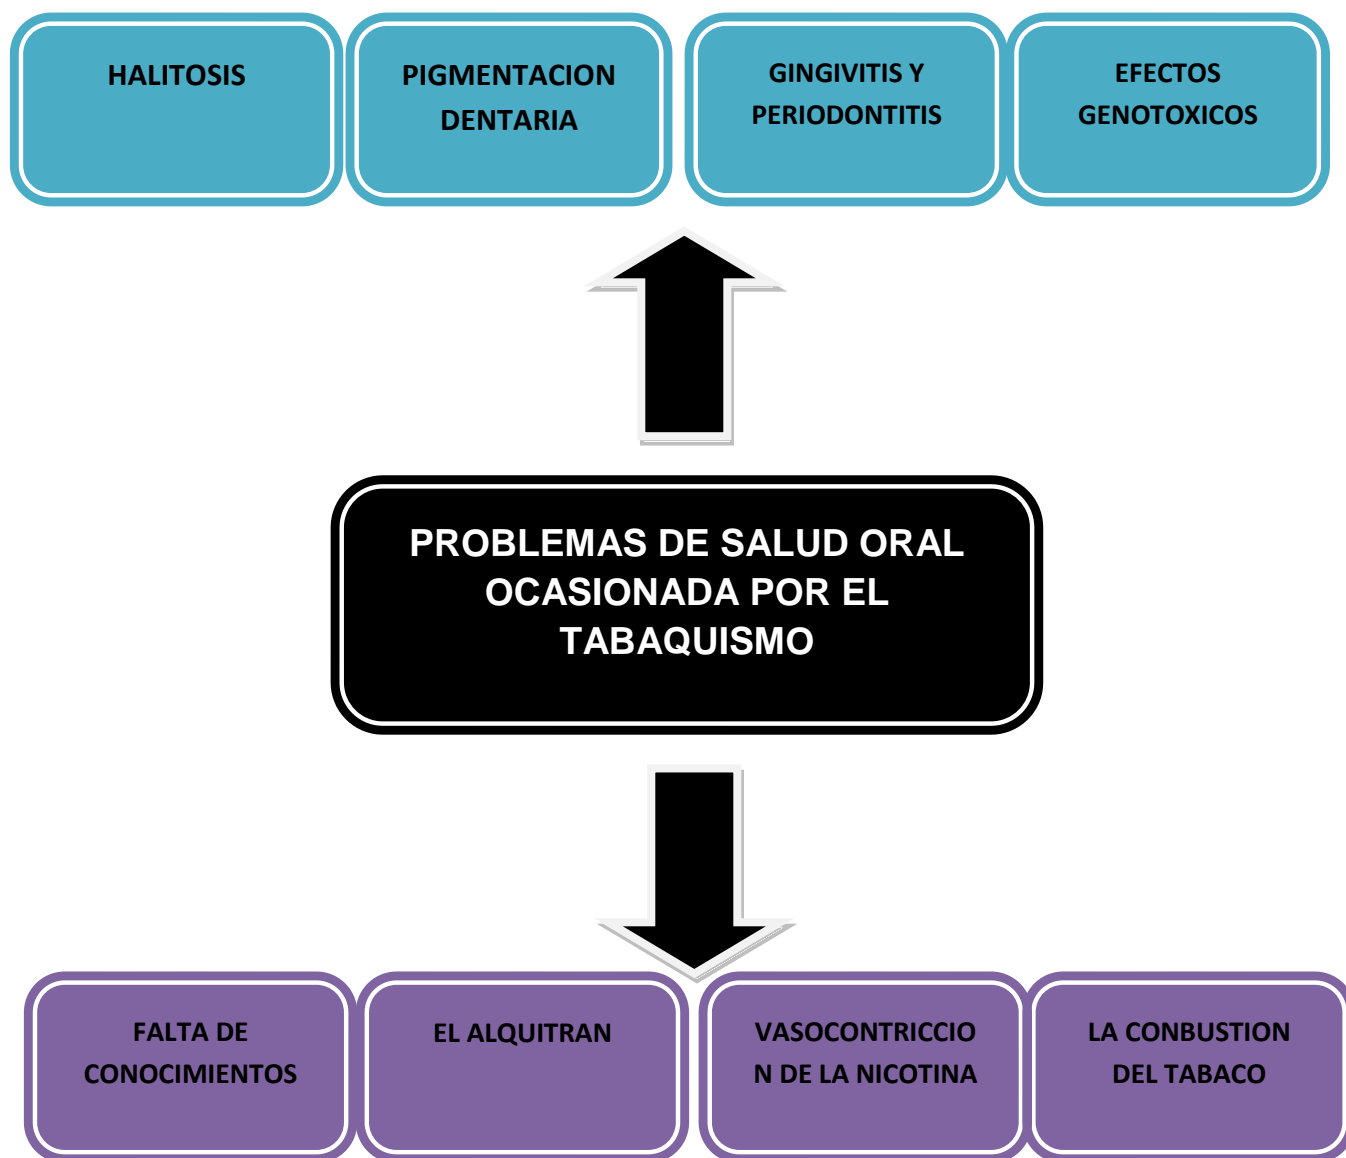 HALITOSIS
PIGMENTACION
DENTARIA
GINGIVITIS Y
PERIODONTITIS
EFECTOS
GENOTOXICOS
PROBLEMAS DE SALUD ORAL
OCASIONADA POR EL
TABAQUISMO
FALTA DE
CONOCIMIENTOS
EL ALQUITRAN
VASOCONTRICCIO
N DE LA NICOTINA
LA CONBUSTION
DEL TABACO